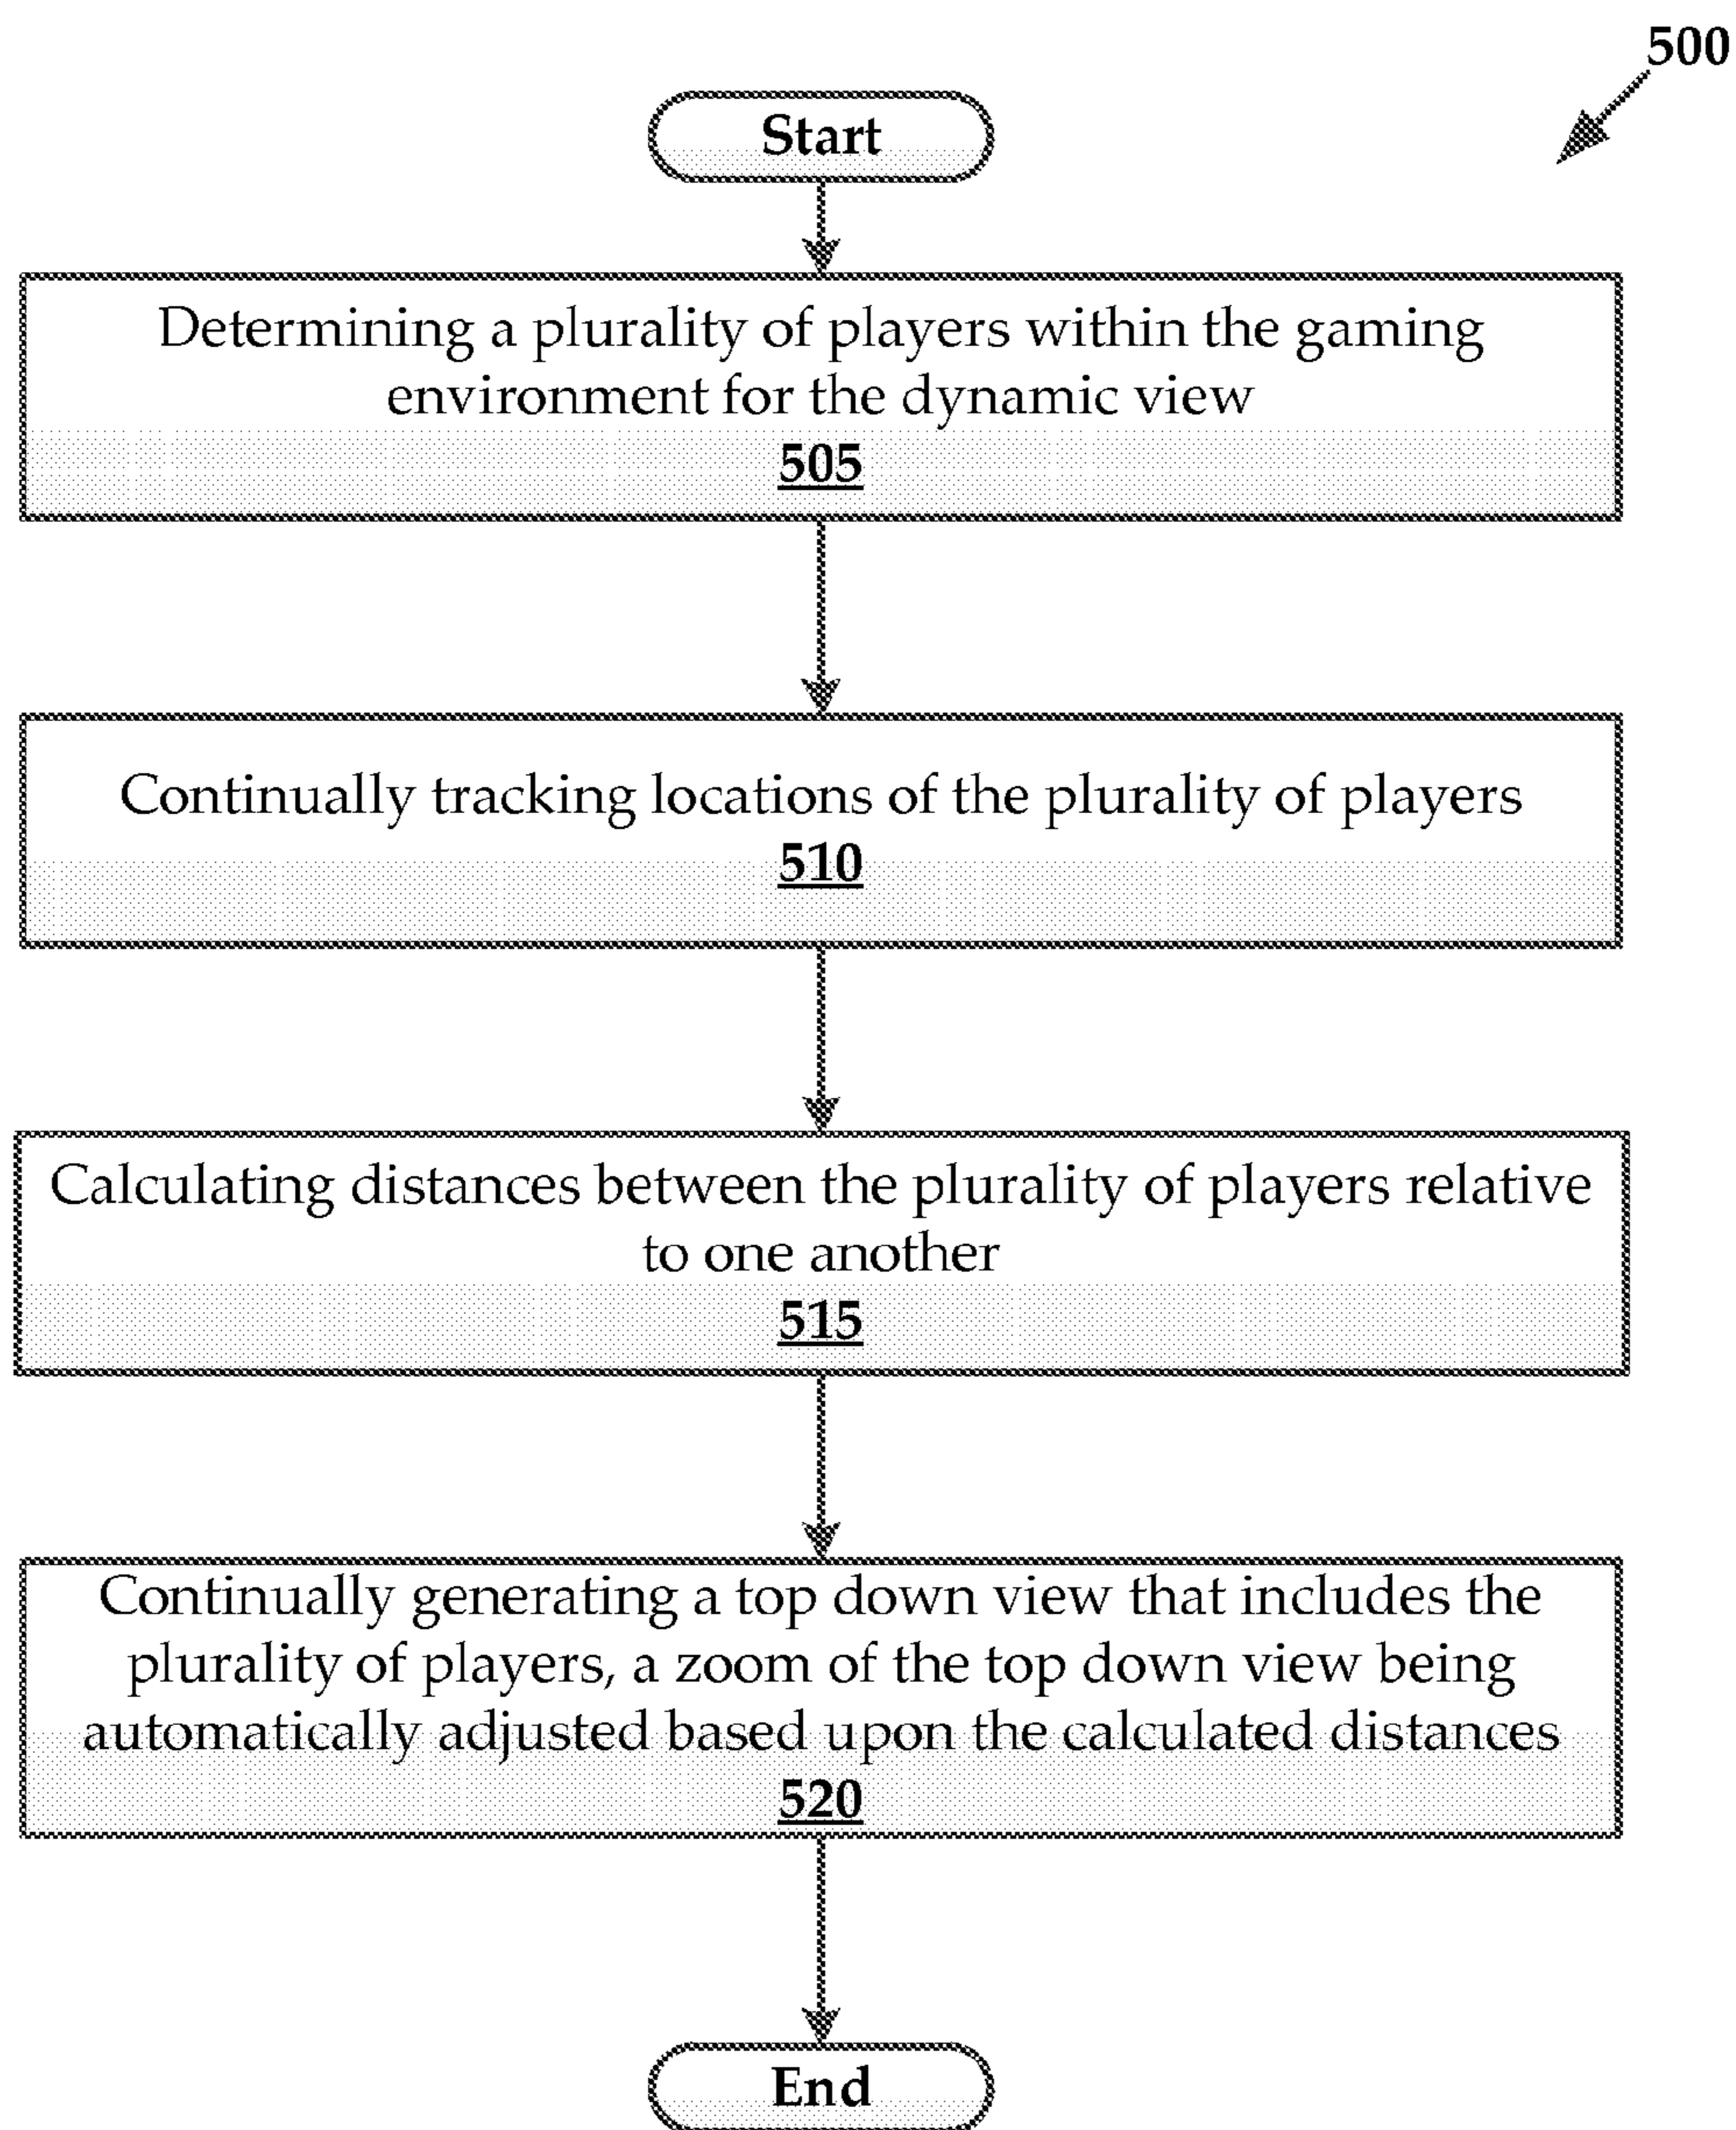 500
Start
Determining a plurality of players within the gaming
environment for the dynamic view
505
Continually tracking locations of the plurality of players
510
Calculating distances between the plurality of players relative
to one another
515
Continually generating a top down view that includes the
plurality of players, a zoom of the top down view being
automatically adjusted based upon the calculated distances
520
End